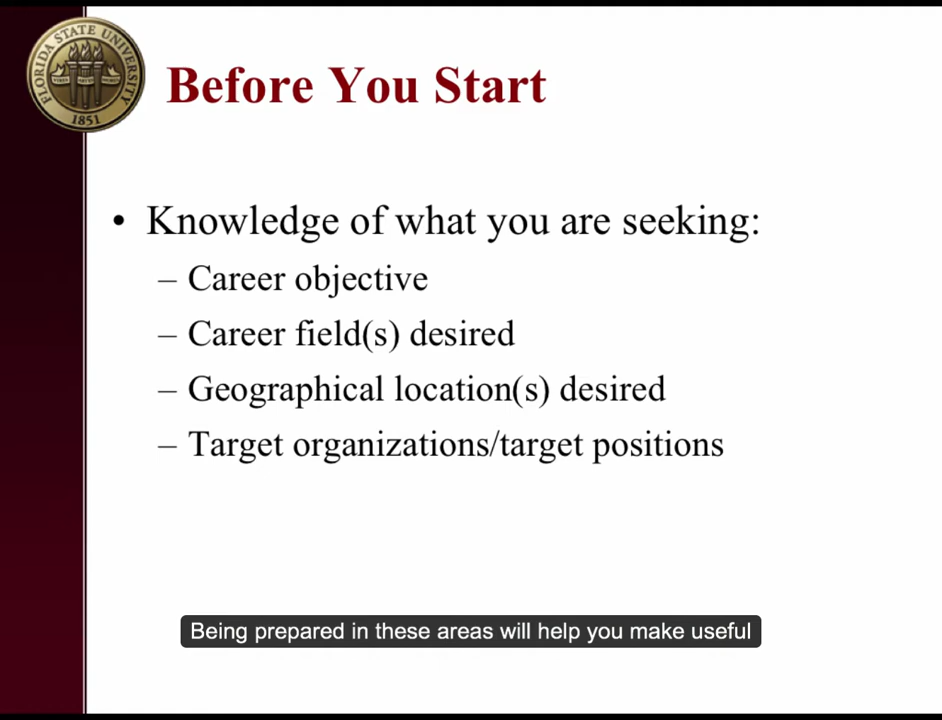 FLORIDA STATE UNIVERSITY
1851
Before You Start
• Knowledge of what you are seeking:
– Career objective
– Career field(s) desired
– Geographical location(s) desired
– Target organizations/target positions
Being prepared in these areas will help you make useful